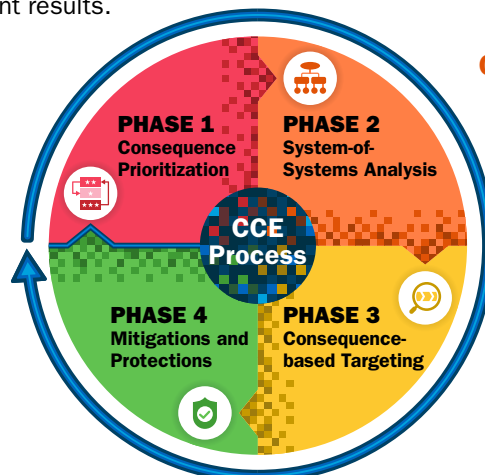 nt results.
PHASE 1
Consequence
Prioritization
PHASE 2
System-of-
Systems Analysis
CCE
Process
PHASE 4
Mitigations and
Protections
PHASE 3
Consequence-
based Targeting